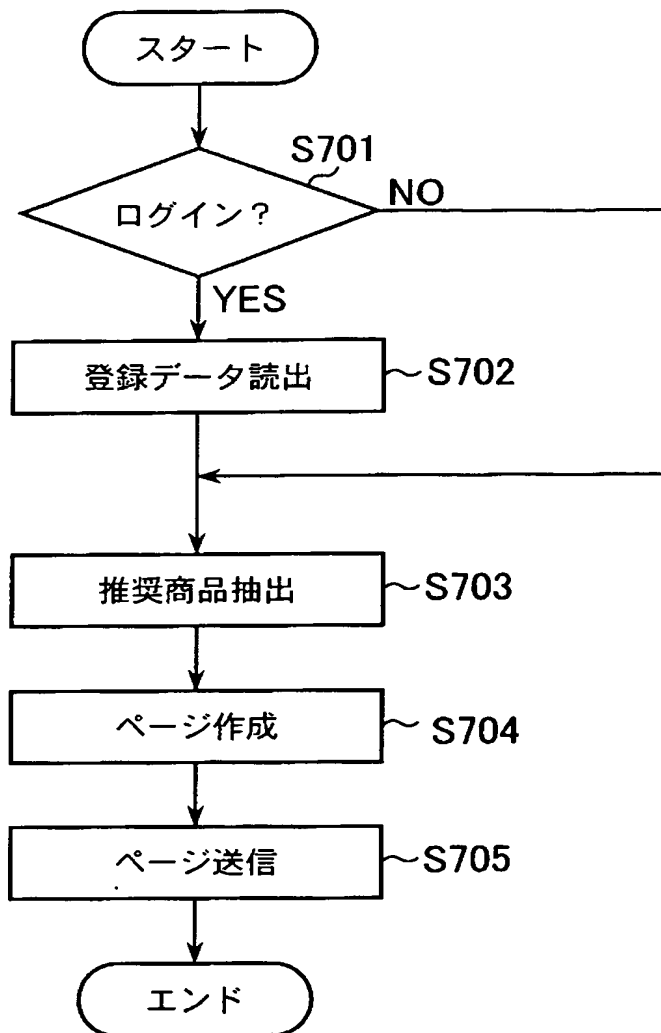 スタート
S701
ログイン?
NO
YES
登録データ読出
S702
推奨商品抽出
S703
ページ作成
S704
ページ送信
S705
エンド